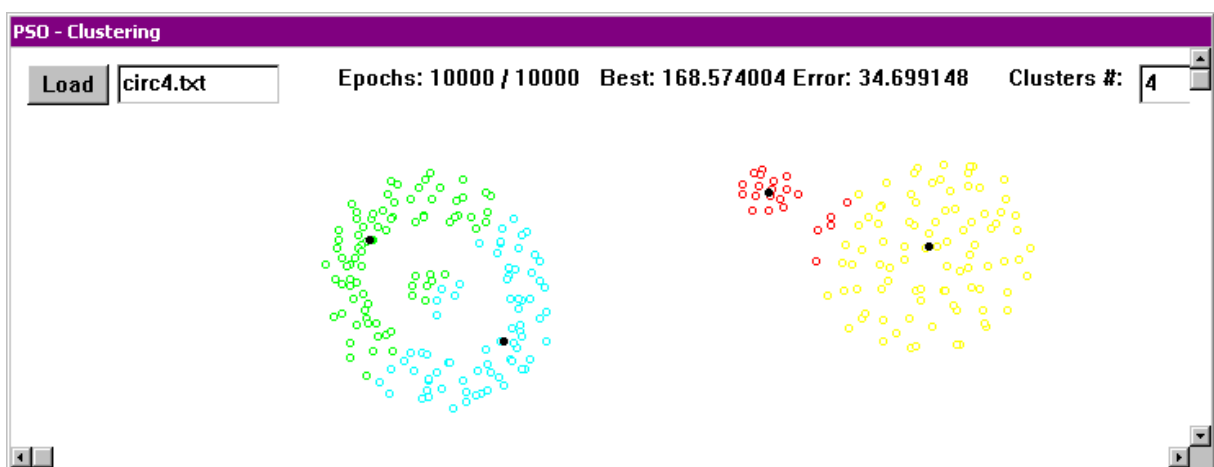 PSO - Clustering
Load circ4.txt Epochs: 10000 / 10000 Best: 168.574004 Error: 34.699148 Clusters #: 4